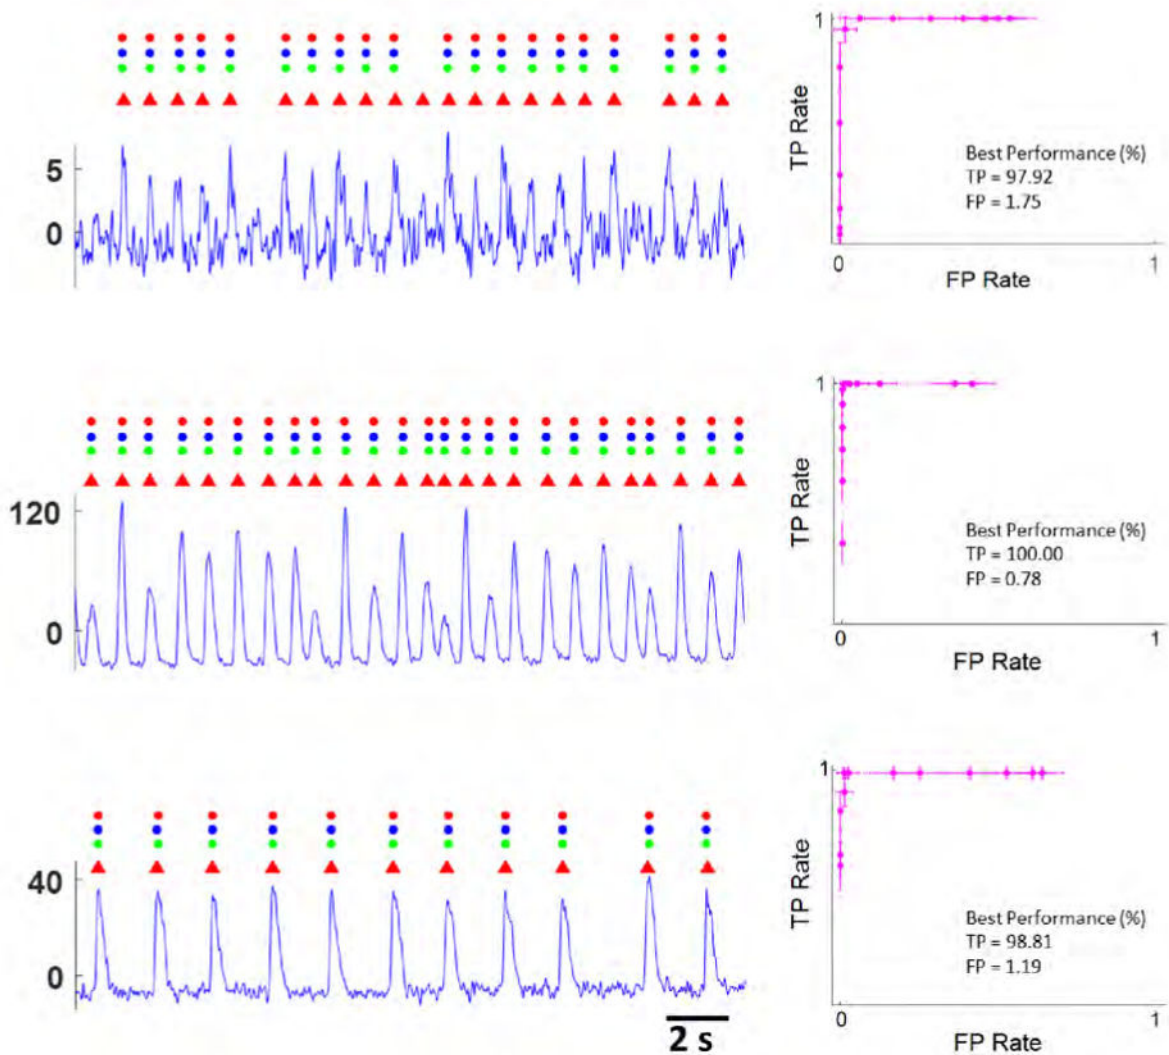 5
0
1
TP Rate
Best Performance (%)
TP = 97.92
FP = 1.75
0
1
FP Rate
120
0
1
TP Rate
Best Performance (%)
TP = 100.00
FP = 0.78
0
1
FP Rate
40
0
2 s
1
TP Rate
Best Performance (%)
TP = 98.81
FP = 1.19
0
1
FP Rate